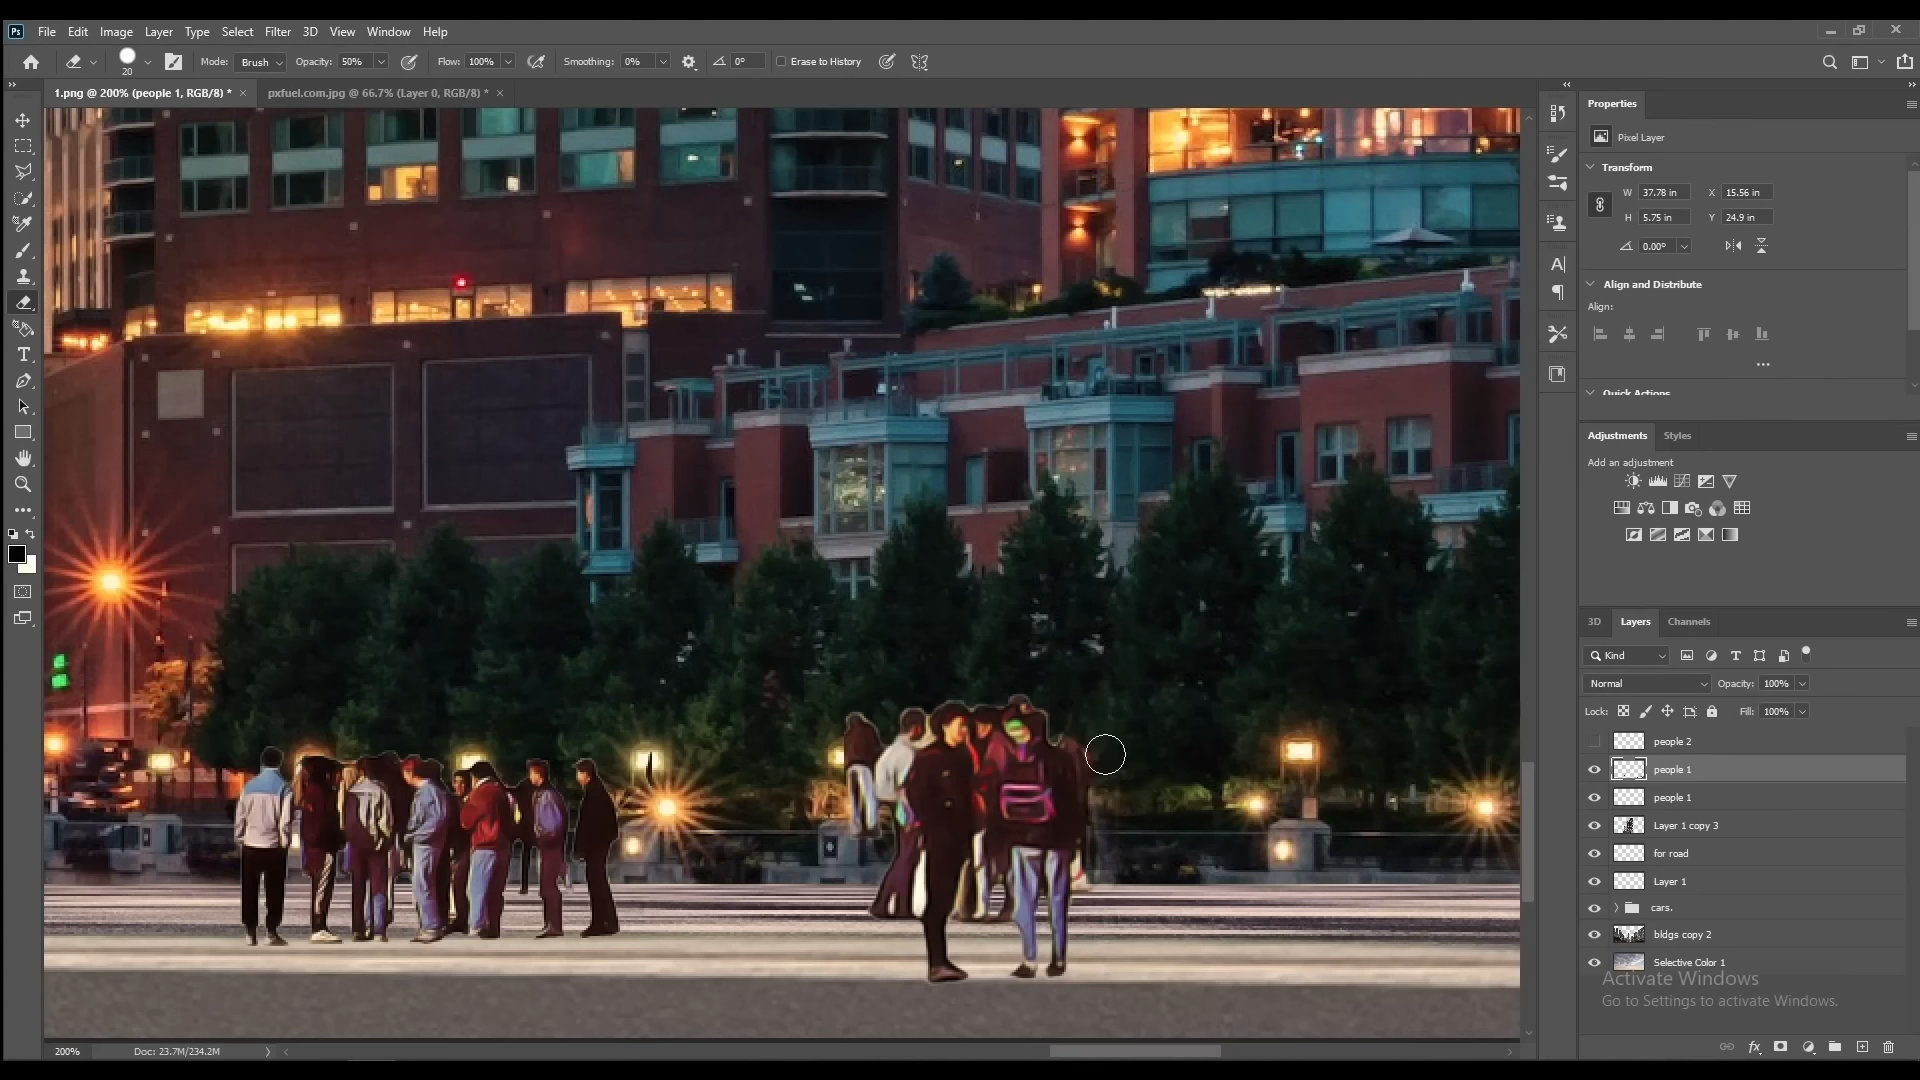 Ps File Edit Image Layer Type Select Filter 3D View Window Help
20 Mode: Brush Opacity: 50% Flow: 100% Smoothing: 0% 0° Erase to History
1.png @ 200% (people 1, RGB/8) * × pxfuel.com.jpg @ 66.7% (Layer 0, RGB/8) * ×
Properties
Pixel Layer
Transform
W 37.78 in X 15.56 in
H 5.75 in Y 24.9 in
0.00°
Align and Distribute
Align:
Quick Actions
Adjustments Styles
Add an adjustment
3D Layers Channels
Kind
Normal Opacity: 100%
Lock: Fill: 100%
people 2
people 1
people 1
Layer 1 copy 3
for road
Layer 1
cars.
bldgs copy 2
Selective Color 1
Activate Windows
Go to Settings to activate Windows.
200% Doc: 23.7M/234.2M